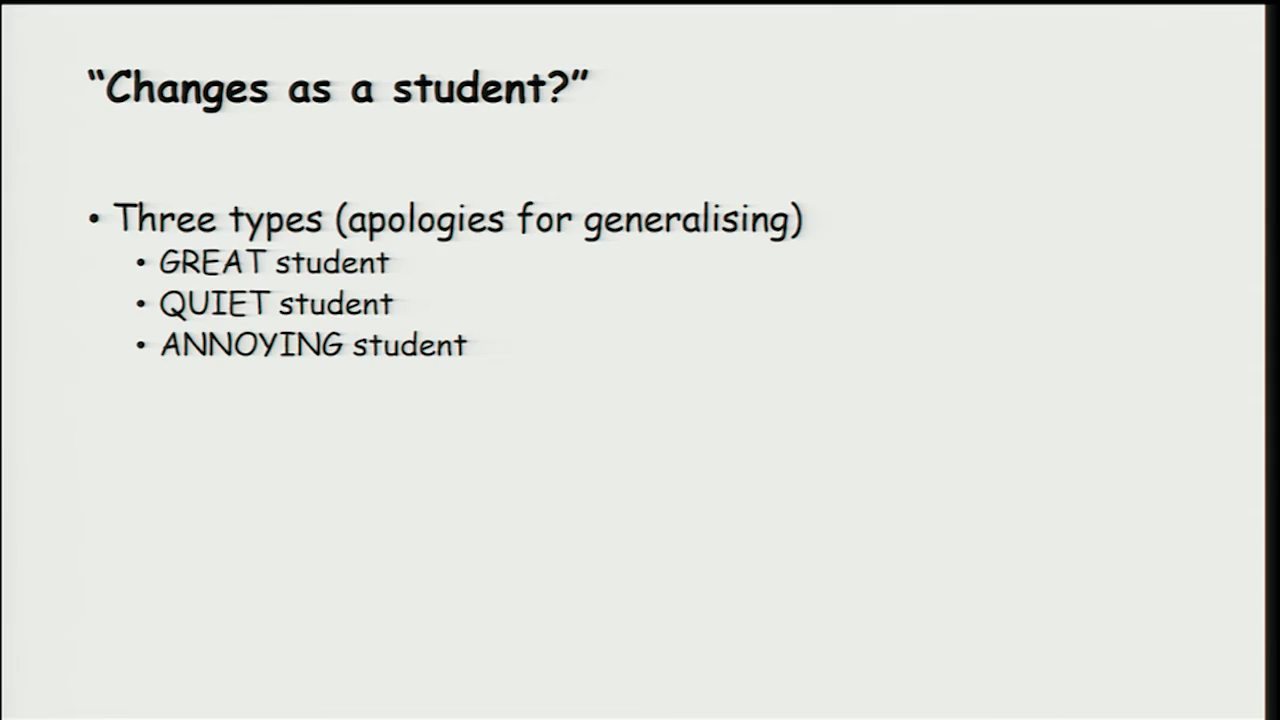 “Changes as a student?”
• Three types (apologies for generalising)
• GREAT student
• QUIET student
• ANNOYING student